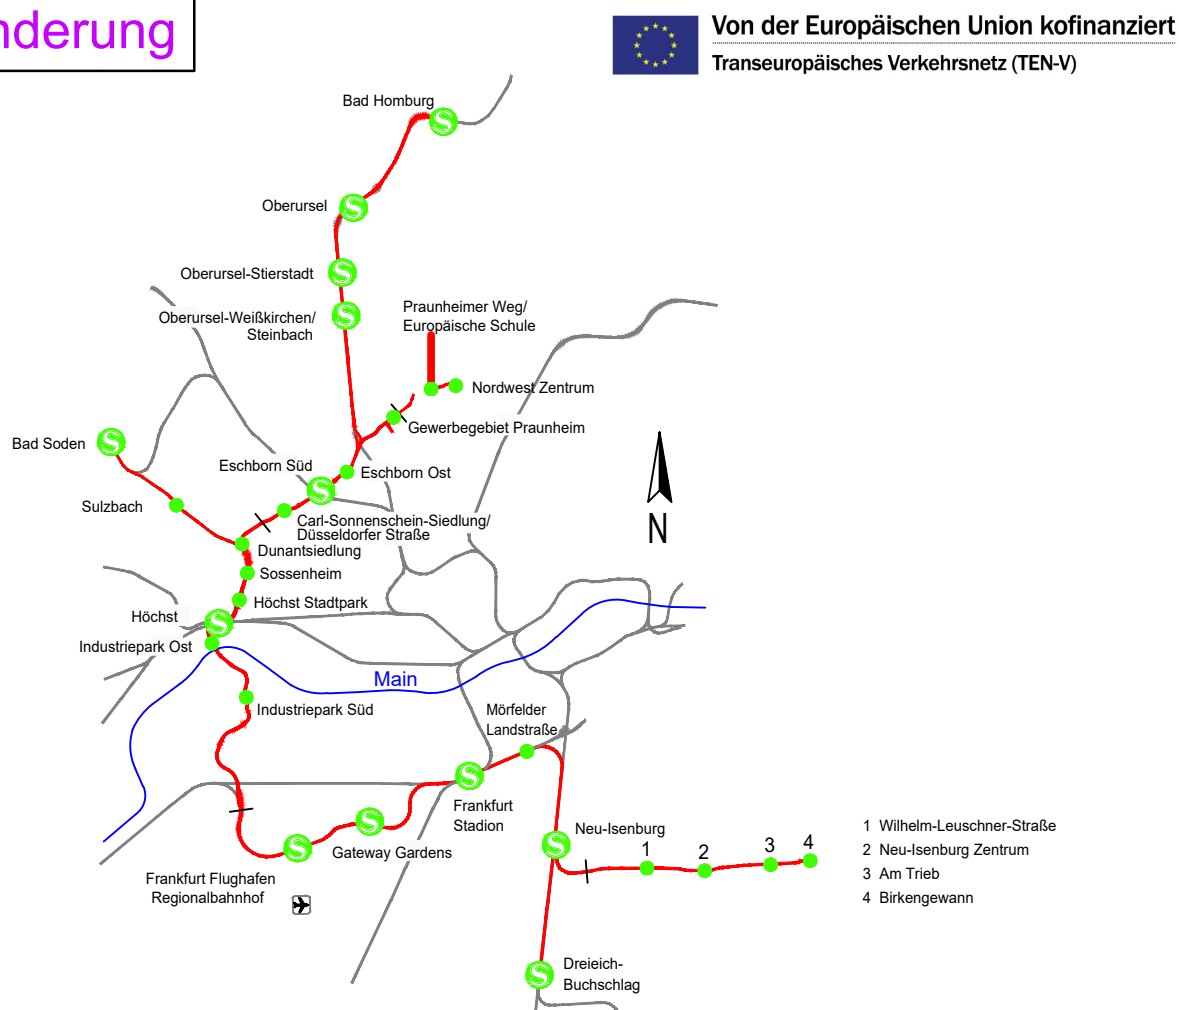 nderung
Von der Europäischen Union kofinanziert
Transeuropäisches Verkehrsnetz (TEN-V)
Bad Homburg
Oberursel
Oberursel-Stierstadt
Oberursel-Weißkirchen/
Steinbach
Praunheimer Weg/
Europäische Schule
Nordwest Zentrum
Gewerbegebiet Praunheim
Bad Soden
Eschborn Süd
Eschborn Ost
Sulzbach
Carl-Sonnenschein-Siedlung/
Düsseldorfer Straße
Dunantsiedlung
N
Sossenheim
Höchst Stadtpark
Höchst
Industriepark Ost
Main
Industriepark Süd
Mörfelder
Landstraße
Frankfurt
Stadion
Gateway Gardens
Frankfurt Flughafen
Regionalbahnhof
Neu-Isenburg
1
2
3
4
1 Wilhelm-Leuschner-Straße
2 Neu-Isenburg Zentrum
3 Am Trieb
4 Birkengewann
Dreieich-
Buchschlag
S
S
S
S
S
S
S
S
S
S
S
S